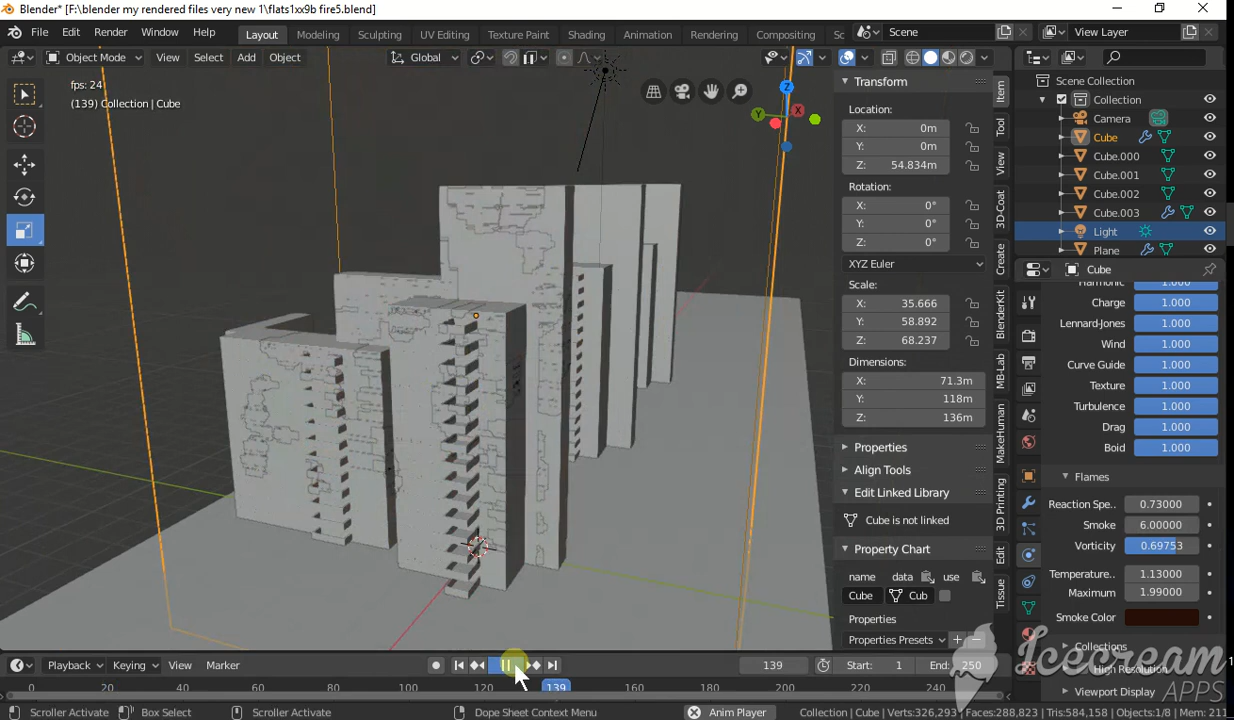 Blender* [F:\blender my rendered files very new 1\flats1xx9b fire5.blend]
File Edit Render Window Help Layout Modeling Sculpting UV Editing Texture Paint Shading Animation Rendering Compositing Sc Scene View Layer
Object Mode View Select Add Object Global
fps: 24
(139) Collection | Cube
Transform
Location:
X: 0m
Y: 0m
Z: 54.834m
Rotation:
X: 0°
Y: 0°
Z: 0°
XYZ Euler
Scale:
X: 35.666
Y: 58.892
Z: 68.237
Dimensions:
X: 71.3m
Y: 118m
Z: 136m
Properties
Align Tools
Edit Linked Library
Cube is not linked
Property Chart
name data use
Cube Cub
Properties
Properties Presets
Item
Tool
View
3D-Coat
Create
BlenderKit
MB-Lab
MakeHuman
3D Printing
Edit
Tissue
Scene Collection
Collection
Camera
Cube
Cube.000
Cube.001
Cube.002
Cube.003
Light
Plane
Cube
Harmonic 1.000
Charge 1.000
Lennard-Jones 1.000
Wind 1.000
Curve Guide 1.000
Texture 1.000
Turbulence 1.000
Drag 1.000
Boid 1.000
Flames
Reaction Spe.. 0.73000
Smoke 6.00000
Vorticity 0.69753
Temperature.. 1.13000
Maximum 1.99000
Smoke Color
Collections
High Resolution
Viewport Display
Playback Keying View Marker 139 Start: 1 End: 250
0 20 40 60 80 100 120 139 160 180 200 220 240
Scroller Activate Box Select Scroller Activate Dope Sheet Context Menu Anim Player Collection | Cube | Verts:326,293 | Faces:288,823 | Tris:584,158 | Objects:1/8 | Mem: 211
Icecream
APPS